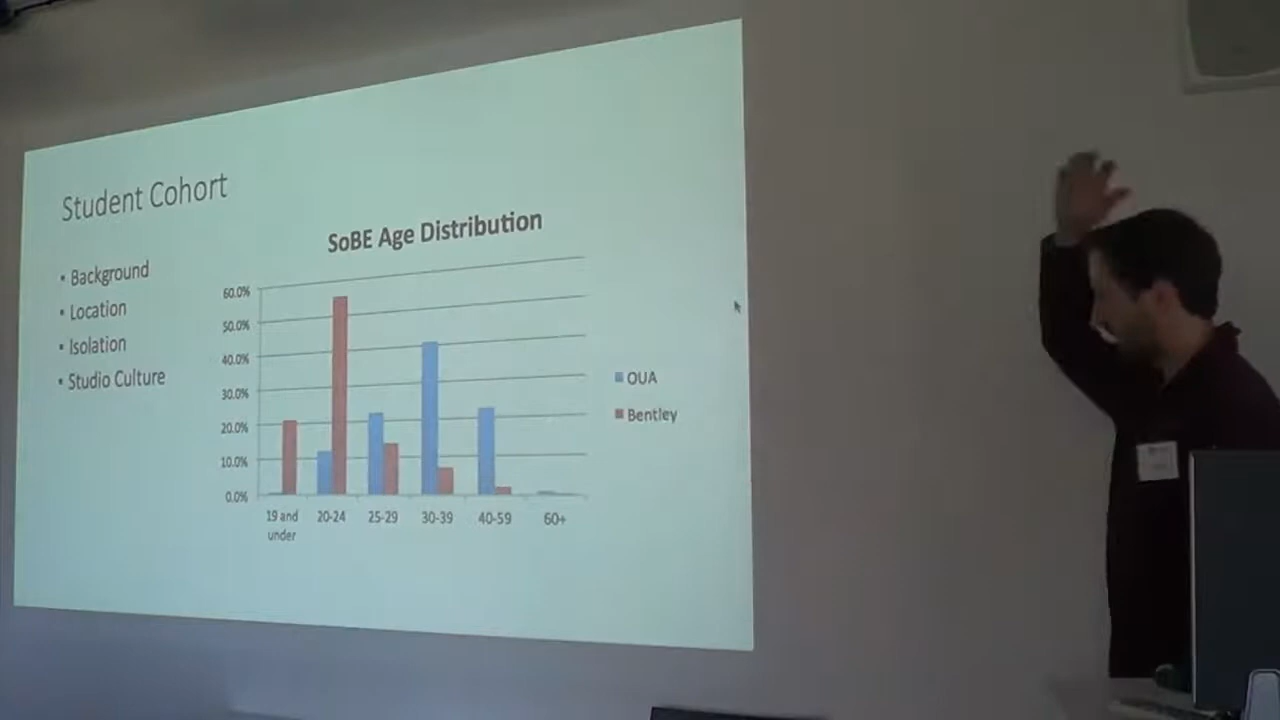 Student Cohort
• Background
• Location
• Isolation
• Studio Culture
SoBE Age Distribution
60.0%
50.0%
40.0%
30.0%
20.0%
10.0%
0.0%
19 and
under
20-24
25-29
30-39
40-59
60+
OUA
Bentley